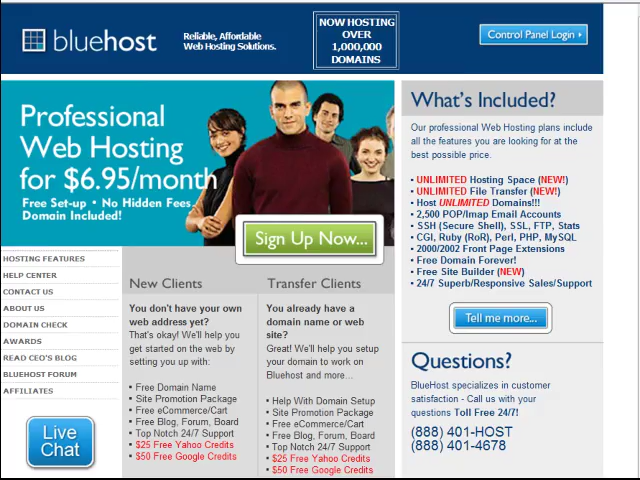 bluehost
Reliable, Affordable
Web Hosting Solutions.
NOW HOSTING
OVER
1,000,000
DOMAINS
Control Panel Login
Professional
Web Hosting
for $6.95/month
Free Set-up • No Hidden Fees
Domain Included!
Sign Up Now...
What's Included?
Our professional Web Hosting plans include
all the features you are looking for at the
best possible price.
• UNLIMITED Hosting Space (NEW!)
• UNLIMITED File Transfer (NEW!)
• Host UNLIMITED Domains!!!
• 2,500 POP/Imap Email Accounts
• SSH (Secure Shell), SSL, FTP, Stats
• CGI, Ruby (RoR), Perl, PHP, MySQL
• 2000/2002 Front Page Extensions
• Free Domain Forever!
• Free Site Builder (NEW)
• 24/7 Superb/Responsive Sales/Support
Tell me more...
Questions?
BlueHost specializes in customer
satisfaction - Call us with your
questions Toll Free 24/7!
(888) 401-HOST
(888) 401-4678
HOSTING FEATURES
HELP CENTER
CONTACT US
ABOUT US
DOMAIN CHECK
AWARDS
READ CEO'S BLOG
BLUEHOST FORUM
AFFILIATES
Live
Chat
New Clients
You don't have your own
web address yet?
That's okay! We'll help you
get started on the web by
setting you up with:
• Free Domain Name
• Site Promotion Package
• Free eCommerce/Cart
• Free Blog, Forum, Board
• Top Notch 24/7 Support
• $25 Free Yahoo Credits
• $50 Free Google Credits
Transfer Clients
You already have a
domain name or web
site?
Great! We'll help you setup
your domain to work on
Bluehost and more...
• Help With Domain Setup
• Site Promotion Package
• Free eCommerce/Cart
• Free Blog, Forum, Board
• Top Notch 24/7 Support
• $25 Free Yahoo Credits
• $50 Free Google Credits